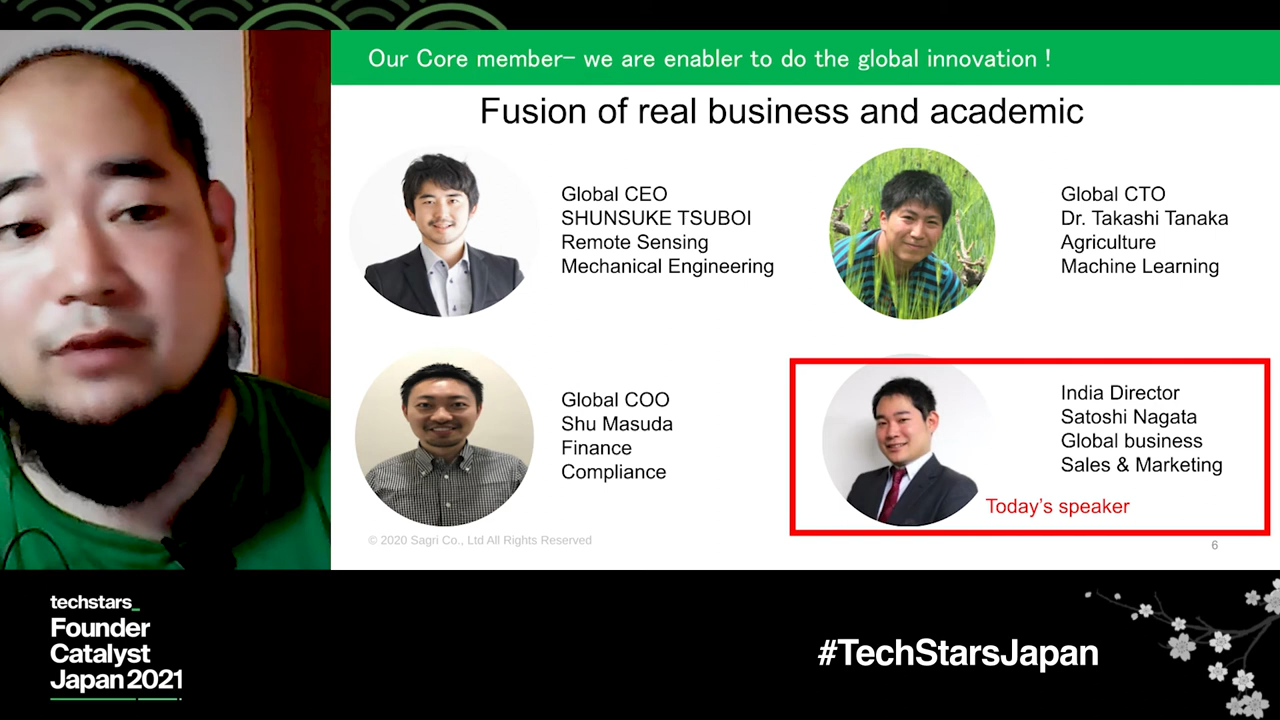 Our Core member– we are enabler to do the global innovation !
Fusion of real business and academic
Global CEO
SHUNSUKE TSUBOI
Remote Sensing
Mechanical Engineering
Global CTO
Dr. Takashi Tanaka
Agriculture
Machine Learning
Global COO
Shu Masuda
Finance
Compliance
India Director
Satoshi Nagata
Global business
Sales & Marketing
Today's speaker
© 2020 Sagri Co., Ltd All Rights Reserved
6
techstars_
Founder
Catalyst
Japan 2021
#TechStarsJapan